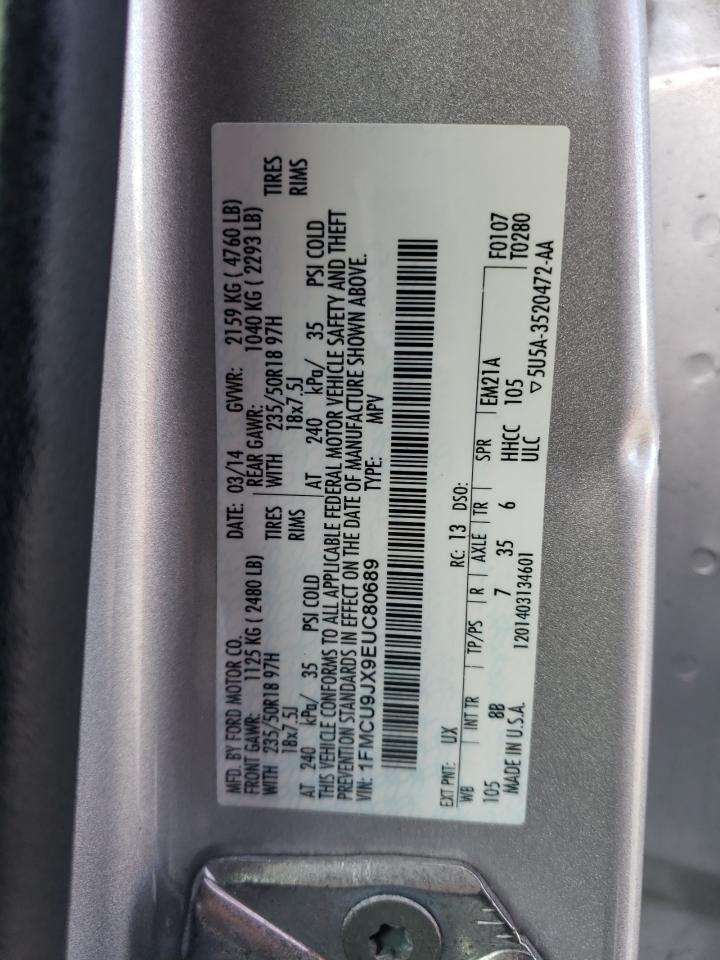 MFD. BY FORD MOTOR CO.
DATE: 03/14 GVWR: 2159 KG ( 4760 LB)
FRONT GAWR: 1125 KG ( 2480 LB)
REAR GAWR: 1040 KG ( 2293 LB)
WITH 235/50R18 97H TIRES
WITH 235/50R18 97H TIRES
18x7.5J RIMS
18x7.5J RIMS
AT 240 kPa/ 35 PSI COLD
AT 240 kPa/ 35 PSI COLD
THIS VEHICLE CONFORMS TO ALL APPLICABLE FEDERAL MOTOR VEHICLE SAFETY AND THEFT
PREVENTION STANDARDS IN EFFECT ON THE DATE OF MANUFACTURE SHOWN ABOVE.
VIN: 1FMCU9JX9EUC80689
TYPE: MPV
EXT PNT: UX RC: 13 DSO:
WB INT TR TP/PS R AXLE TR SPR EM21A F0107
105 8B 7 35 6 HHCC 105 T0280
MADE IN U.S.A. 1201403134601 ULC ▽5U5A-3520472-AA